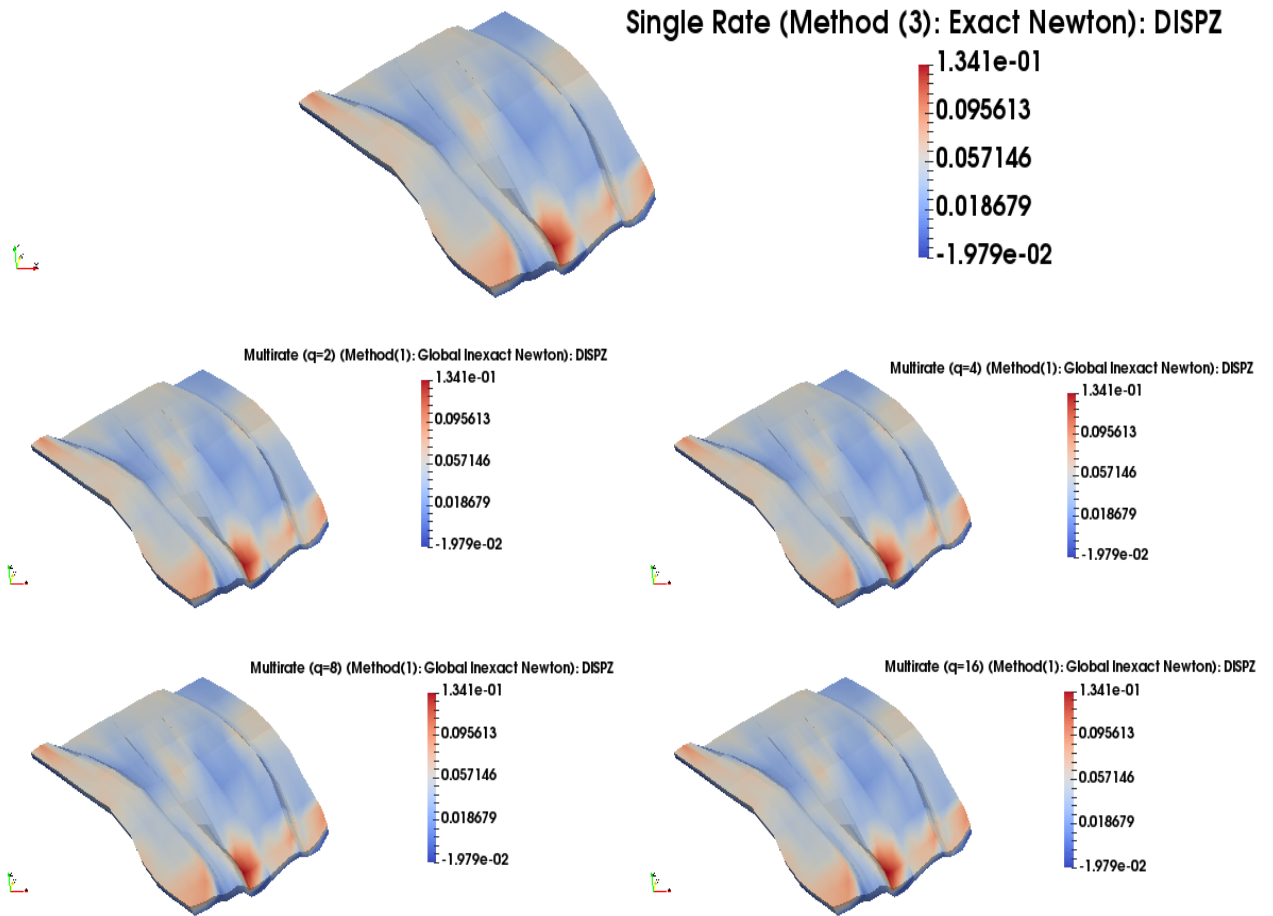 Single Rate (Method (3): Exact Newton): DISPZ
1.341e-01
0.095613
0.057146
0.018679
-1.979e-02
Multirate (q=2) (Method(1): Global Inexact Newton): DISPZ
1.341e-01
0.095613
0.057146
0.018679
-1.979e-02
Multirate (q=4) (Method(1): Global Inexact Newton): DISPZ
1.341e-01
0.095613
0.057146
0.018679
-1.979e-02
Multirate (q=8) (Method(1): Global Inexact Newton): DISPZ
1.341e-01
0.095613
0.057146
0.018679
-1.979e-02
Multirate (q=16) (Method(1): Global Inexact Newton): DISPZ
1.341e-01
0.095613
0.057146
0.018679
-1.979e-02